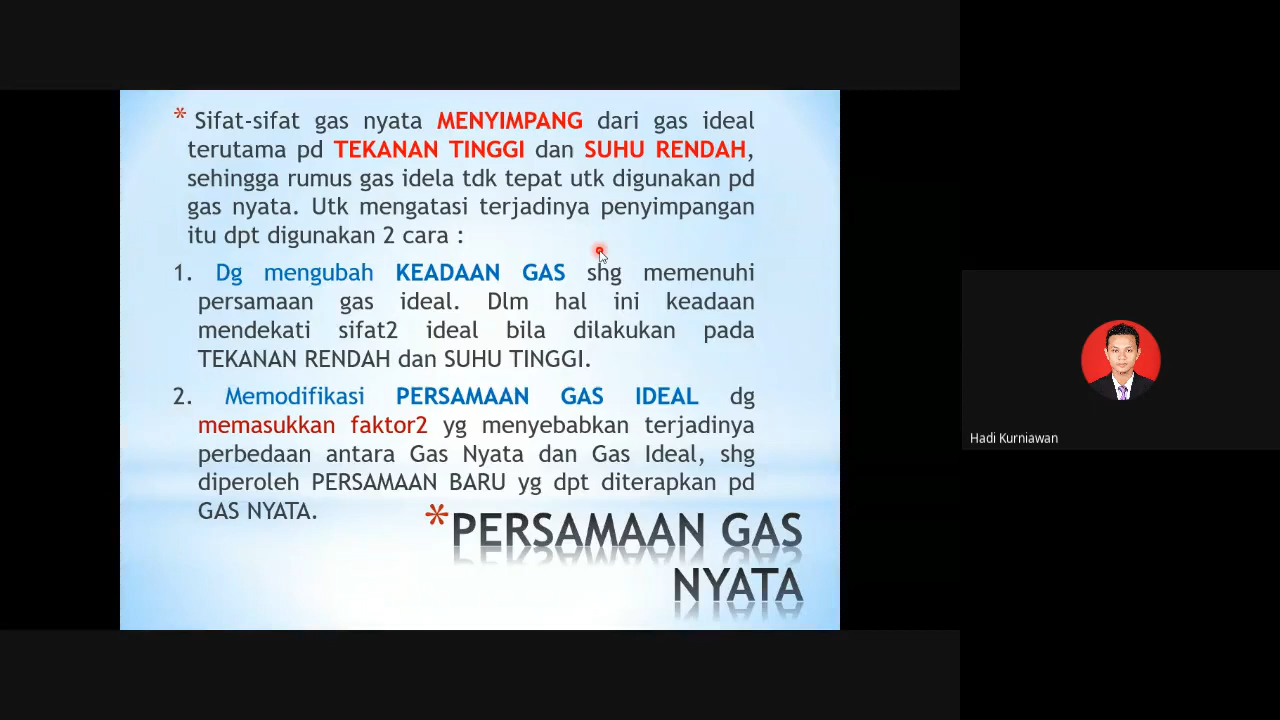 * Sifat-sifat gas nyata MENYIMPANG dari gas ideal
terutama pd TEKANAN TINGGI dan SUHU RENDAH,
sehingga rumus gas idela tdk tepat utk digunakan pd
gas nyata. Utk mengatasi terjadinya penyimpangan
itu dpt digunakan 2 cara :
1. Dg mengubah KEADAAN GAS shg memenuhi
persamaan gas ideal. Dlm hal ini keadaan
mendekati sifat2 ideal bila dilakukan pada
TEKANAN RENDAH dan SUHU TINGGI.
2. Memodifikasi PERSAMAAN GAS IDEAL dg
memasukkan faktor2 yg menyebabkan terjadinya
perbedaan antara Gas Nyata dan Gas Ideal, shg
diperoleh PERSAMAAN BARU yg dpt diterapkan pd
GAS NYATA.
*PERSAMAAN GAS
NYATA
Hadi Kurniawan